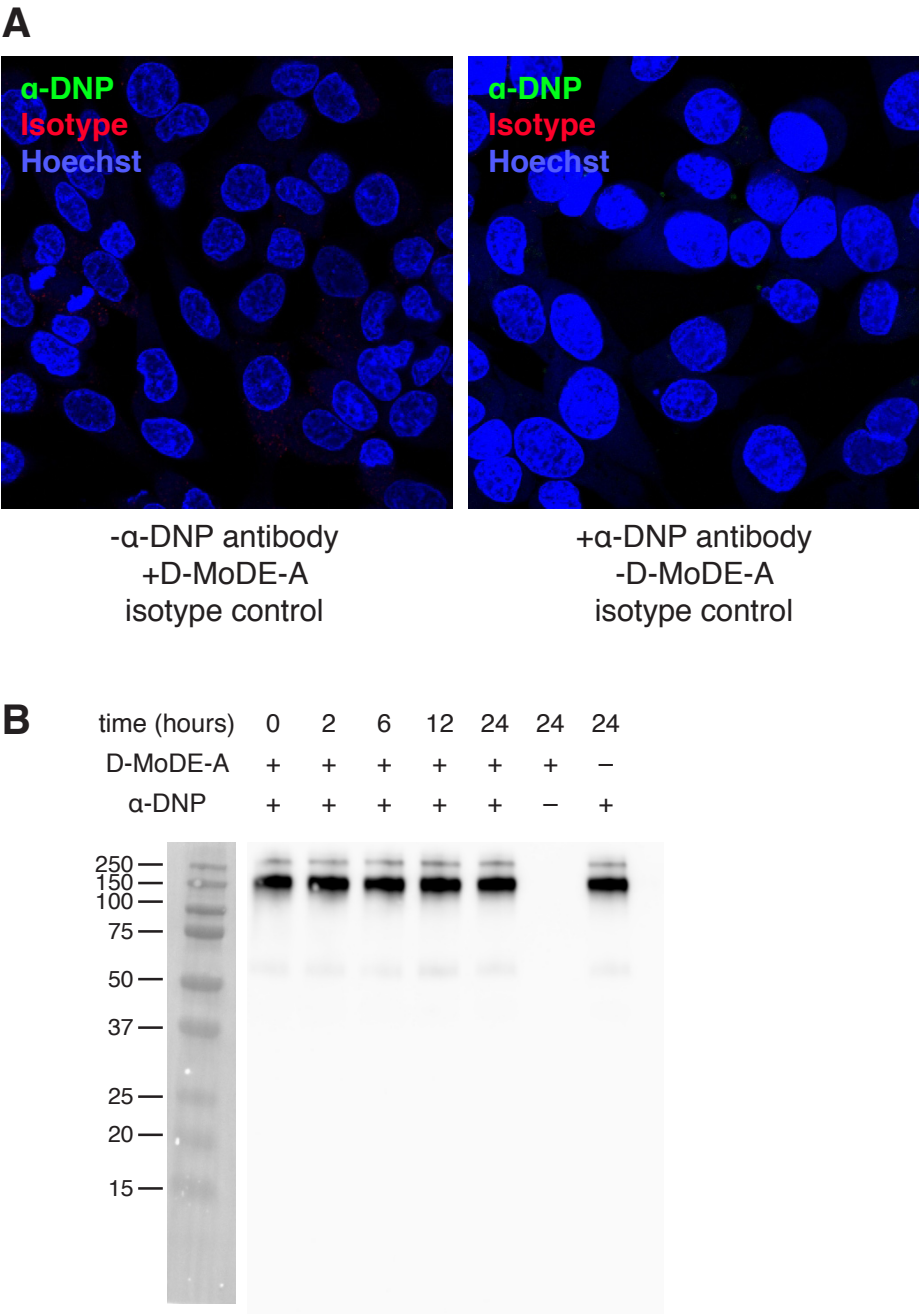 A
α-DNP
Isotype
Hoechst
α-DNP
Isotype
Hoechst
-α-DNP antibody
+D-MoDE-A
isotype control
+α-DNP antibody
-D-MoDE-A
isotype control
B
time (hours) 0 2 6 12 24 24 24
D-MoDE-A + + + + + + –
α-DNP + + + + + – +
250
150
100
75
50
37
25
20
15